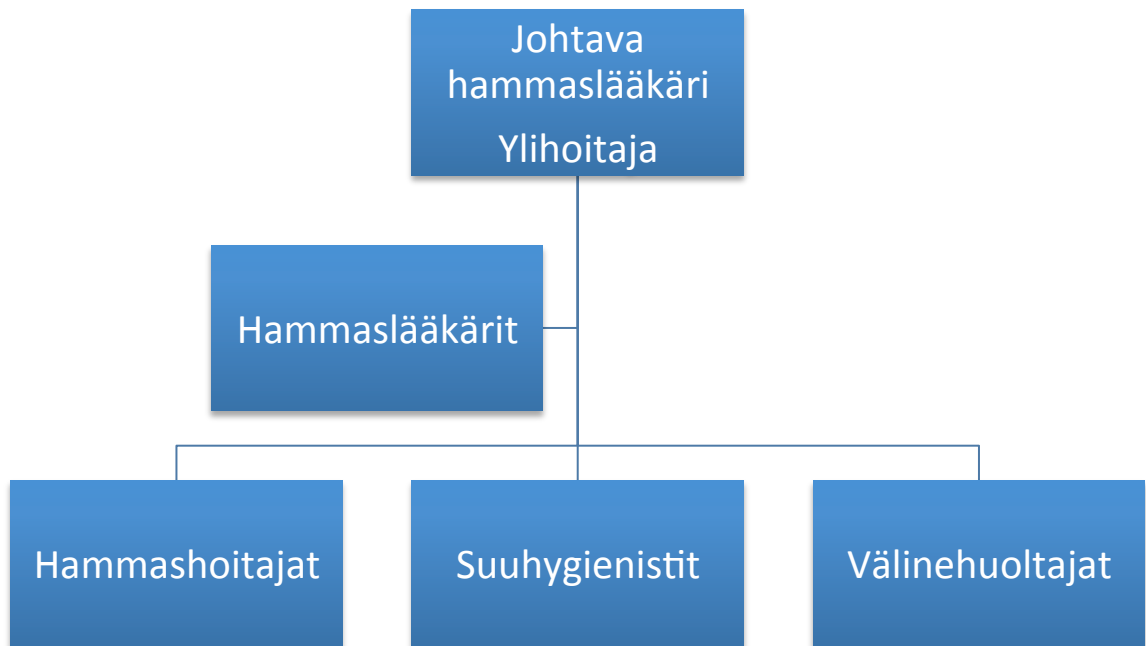 Johtava
hammaslääkäri
Ylihoitaja
Hammaslääkärit
Hammashoitajat
Suuhygienistit
Välinehuoltajat